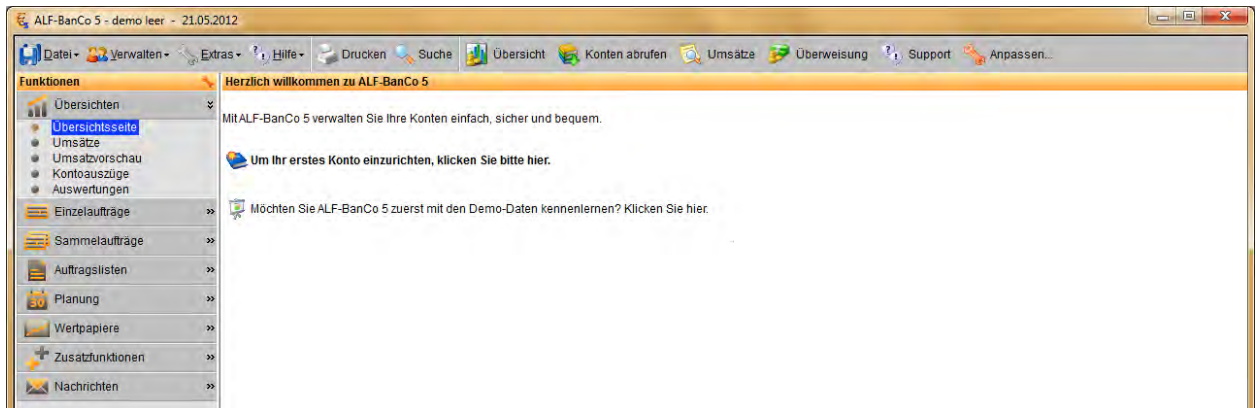 ALF-BanCo 5 - demo leer - 21.05.2012
Datei Verwalten Extras Hilfe Drucken Suche Übersicht Konten abrufen Umsätze Überweisung Support Anpassen...
Funktionen
Herzlich willkommen zu ALF-BanCo 5
Übersichten
Übersichtsseite
Umsätze
Umsatzvorschau
Kontoauszüge
Auswertungen
Einzelaufträge
Sammelaufträge
Auftragslisten
30
Planung
Wertpapiere
Zusatzfunktionen
Nachrichten
Mit ALF-BanCo 5 verwalten Sie Ihre Konten einfach, sicher und bequem.
Um Ihr erstes Konto einzurichten, klicken Sie bitte hier.
Möchten Sie ALF-BanCo 5 zuerst mit den Demo-Daten kennenlernen? Klicken Sie hier.